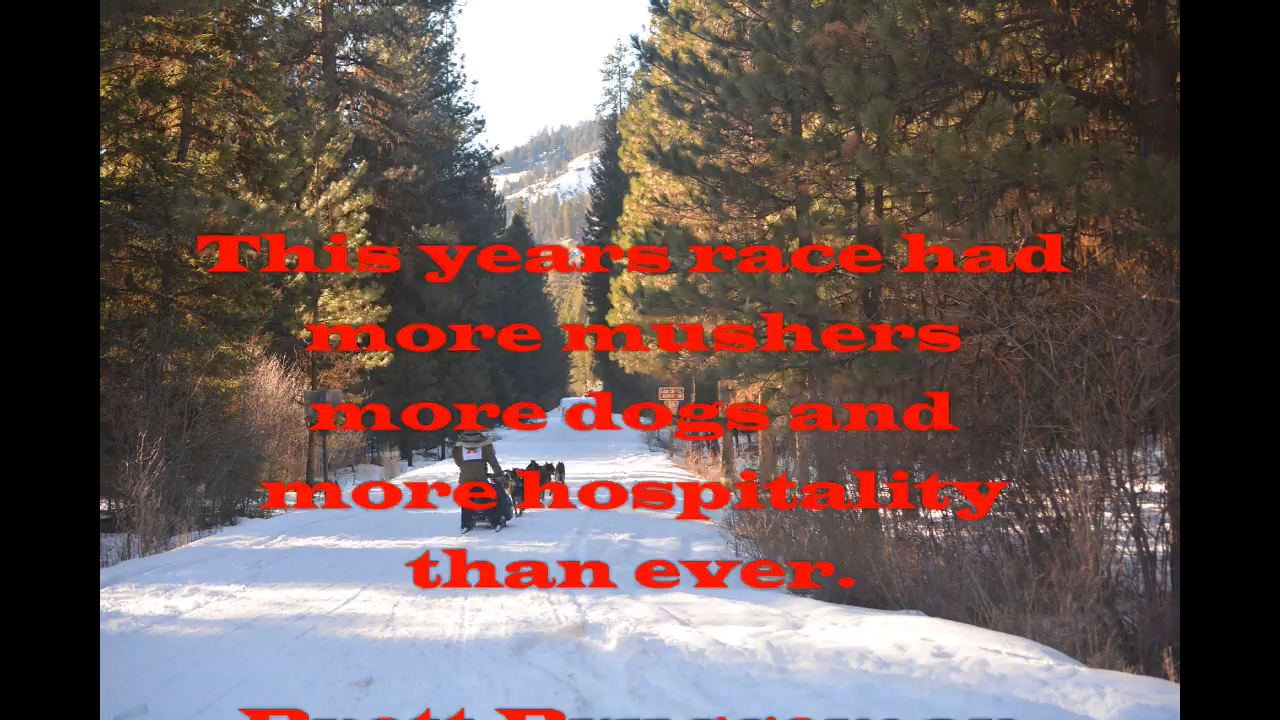 This years race had
more mushers
more dogs and
more hospitality
than ever.